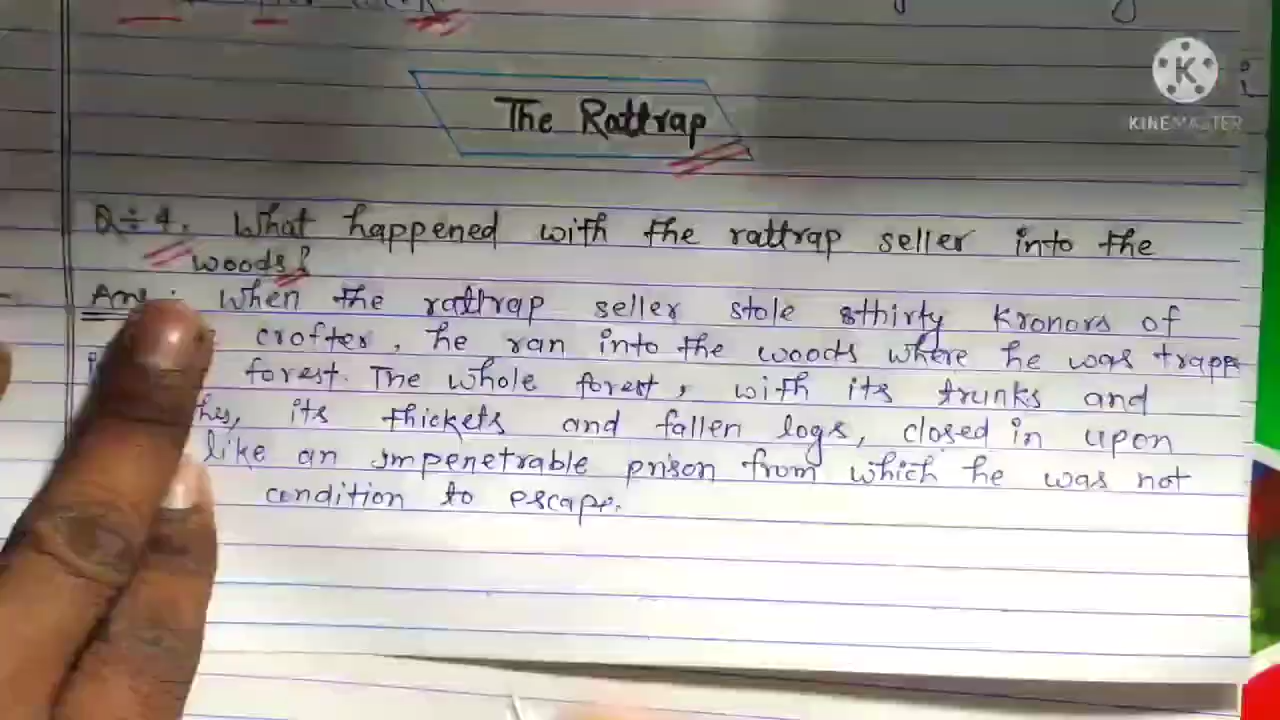 The Rattrap
KINEMASTER
Q÷4. What happened with the rattrap seller into the
woods?
Ans: When the rattrap seller stole sthirty Kronors of
crofter, he ran into the woods where he was trapp
forest. The whole forest, with its trunks and
its thickets and fallen logs, closed in upon
like an impenetrable prison from which he was not
condition to escape.